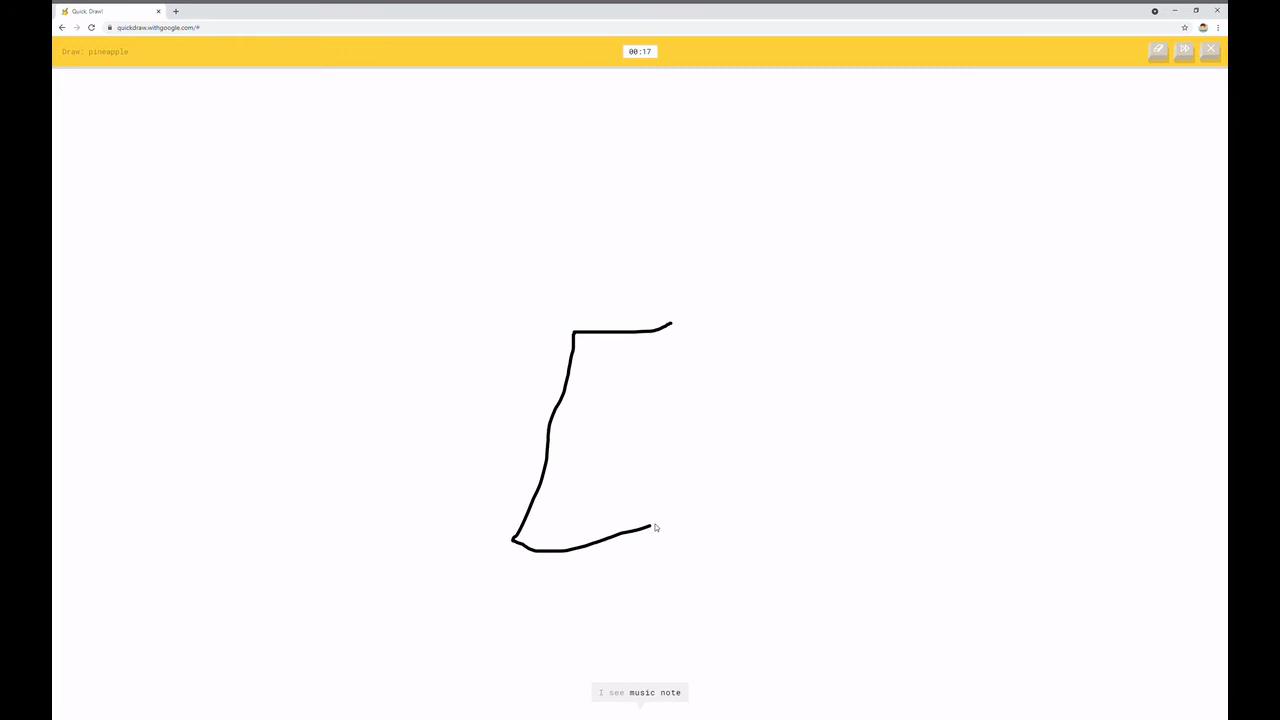 Quick, Draw!
quickdraw.withgoogle.com/#
Draw: pineapple
00:17
I see music note